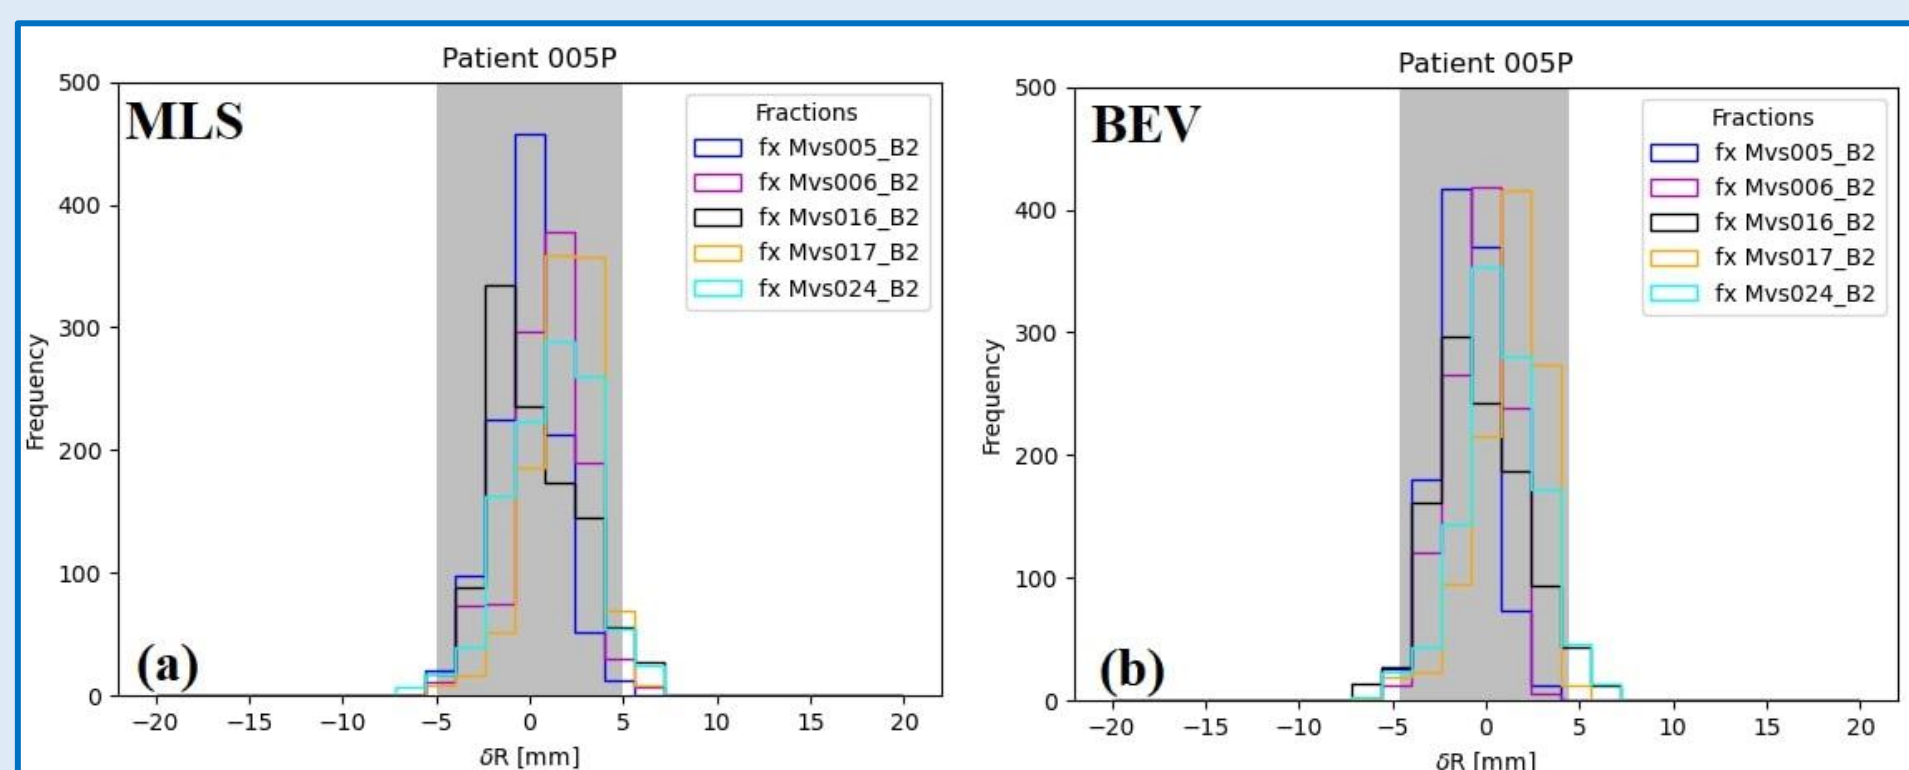 Patient 005P
MLS
Fractions
fx Mvs005_B2
fx Mvs006_B2
fx Mvs016_B2
fx Mvs017_B2
fx Mvs024_B2
500
400
300
200
100
0
Frequency
(a)
−20 −15 −10 −5 0 5 10 15 20
δR [mm]
Patient 005P
BEV
Fractions
fx Mvs005_B2
fx Mvs006_B2
fx Mvs016_B2
fx Mvs017_B2
fx Mvs024_B2
500
400
300
200
100
0
Frequency
(b)
−20 −15 −10 −5 0 5 10 15 20
δR [mm]